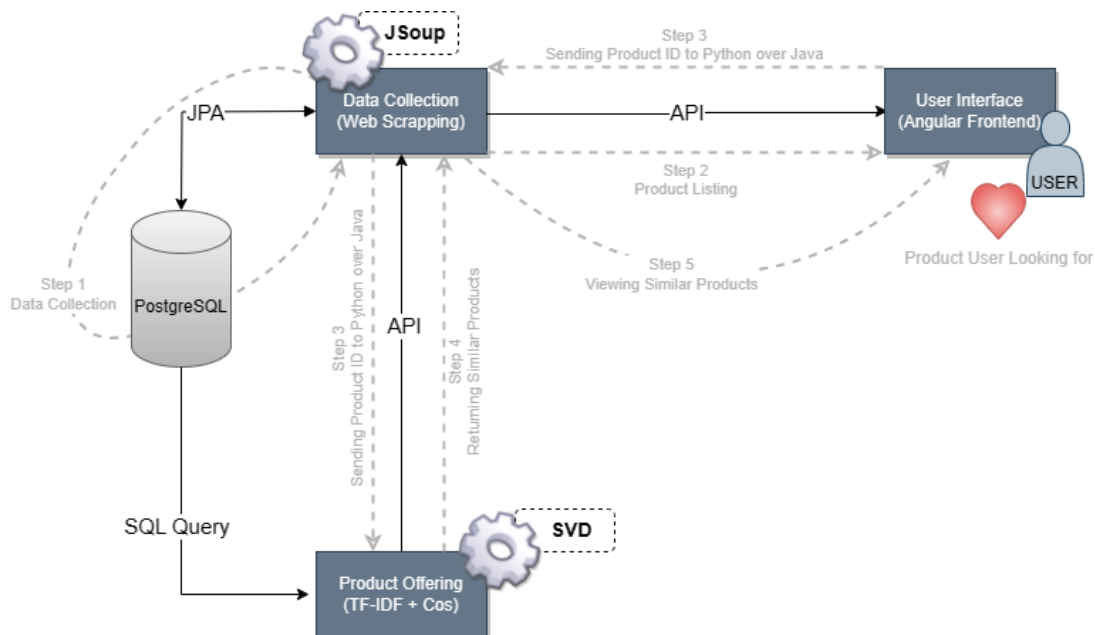 JSoup
Step 3
Sending Product ID to Python over Java
Data Collection
(Web Scrapping)
User Interface
(Angular Frontend)
JPA
API
Step 2
Product Listing
USER
Product User Looking for
Step 5
Viewing Similar Products
Step 1
Data Collection
PostgreSQL
Step 3
Sending Product ID to Python over Java
API
Step 4
Returning Similar Products
SQL Query
SVD
Product Offering
(TF-IDF + Cos)